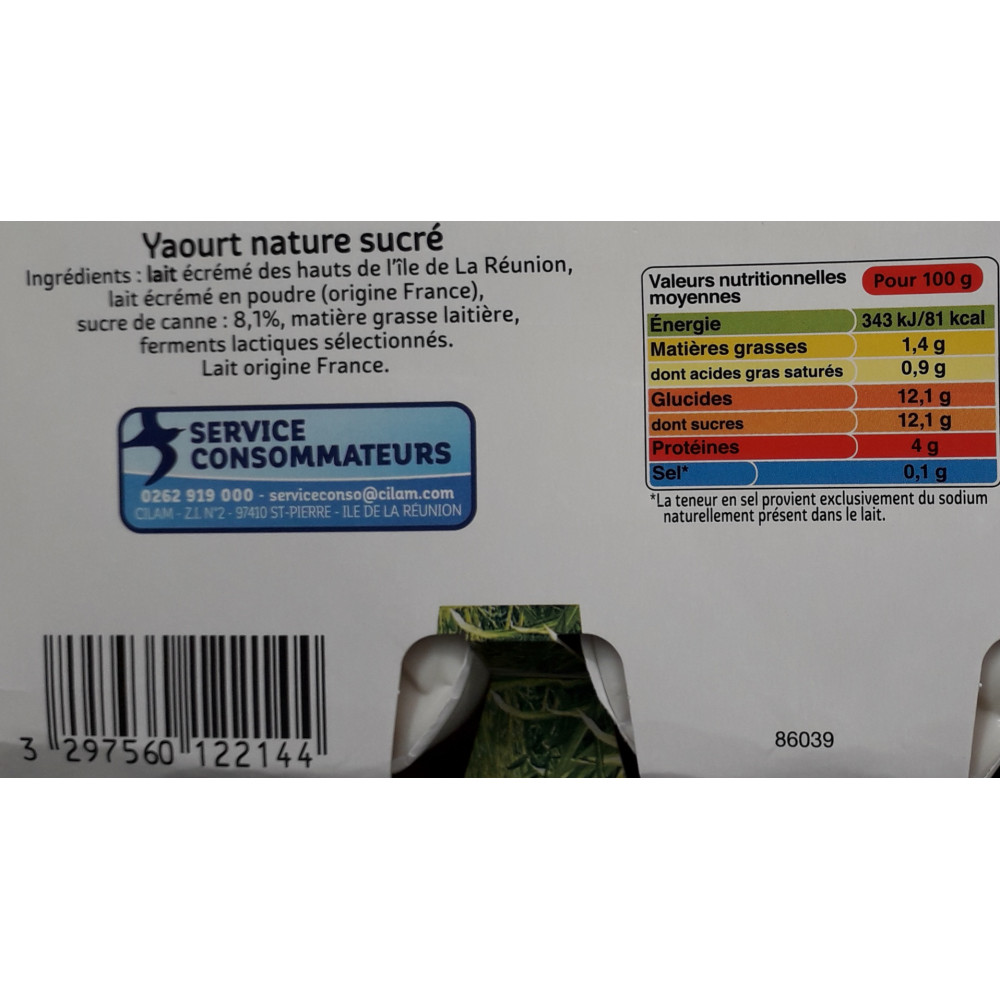 Yaourt nature sucré
Ingrédients : lait écrémé des hauts de l'île de La Réunion,
lait écrémé en poudre (origine France),
sucre de canne : 8,1%, matière grasse laitière,
ferments lactiques sélectionnés.
Lait origine France.
SERVICE
CONSOMMATEURS
0262 919 000 - serviceconso@cilam.com
CILAM - Z.I. N°2 - 97410 ST-PIERRE - ILE DE LA RÉUNION
3 297560 122144
Valeurs nutritionnelles moyennes Pour 100 g
Énergie 343 kJ/81 kcal
Matières grasses 1,4 g
dont acides gras saturés 0,9 g
Glucides 12,1 g
dont sucres 12,1 g
Protéines 4 g
Sel* 0,1 g
*La teneur en sel provient exclusivement du sodium
naturellement présent dans le lait.
86039